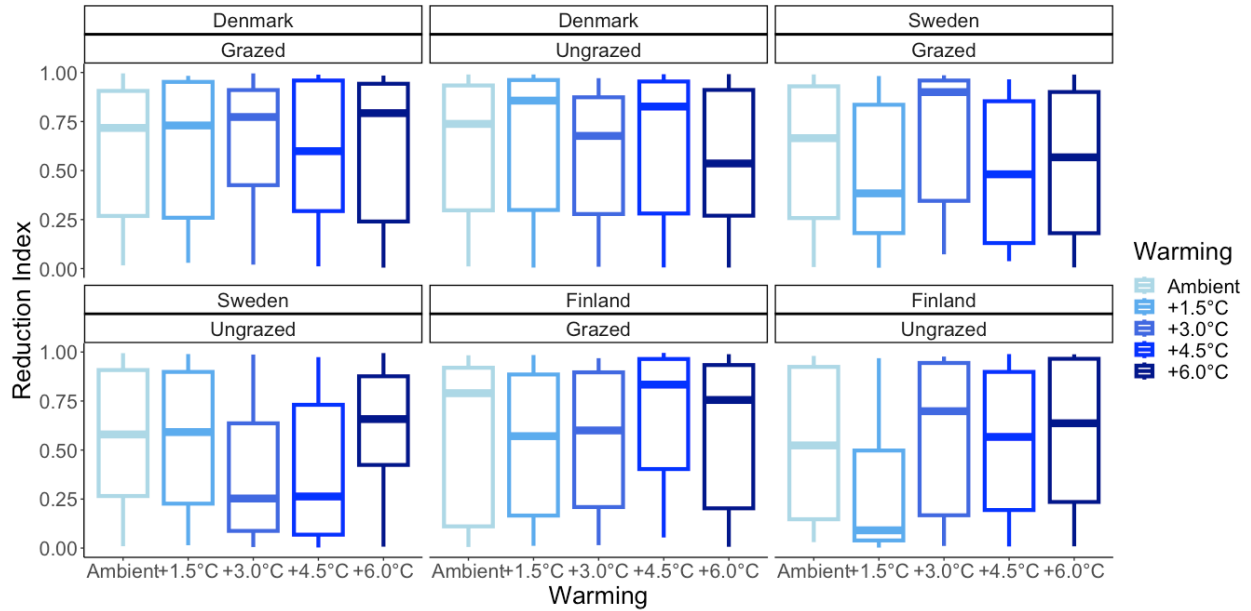 Denmark
Grazed
Denmark
Ungrazed
Sweden
Grazed
1.00
0.75
0.50
0.25
0.00
Sweden
Ungrazed
Finland
Grazed
Finland
Ungrazed
1.00
0.75
0.50
0.25
0.00
Reduction Index
Ambient +1.5°C +3.0°C +4.5°C +6.0°C
Ambient +1.5°C +3.0°C +4.5°C +6.0°C
Ambient +1.5°C +3.0°C +4.5°C +6.0°C
Warming
Warming
Ambient
+1.5°C
+3.0°C
+4.5°C
+6.0°C